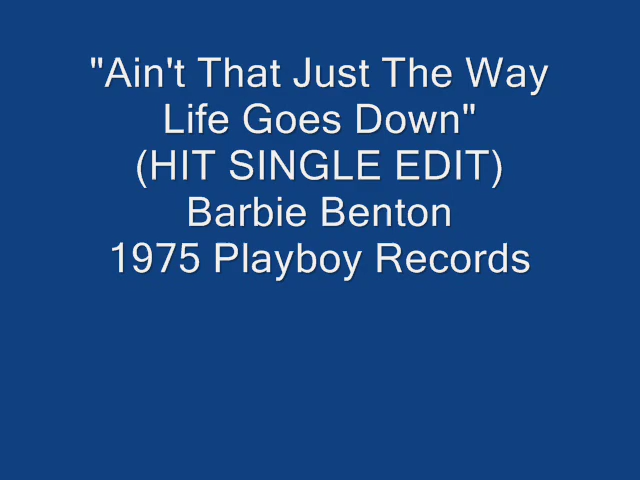 "Ain't That Just The Way
Life Goes Down"
(HIT SINGLE EDIT)
Barbie Benton
1975 Playboy Records